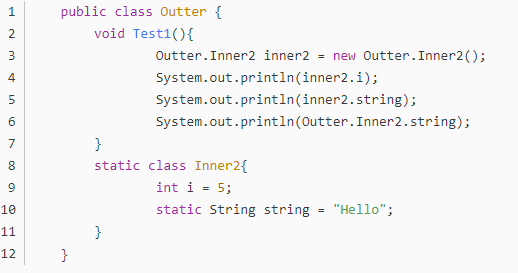 1 public class Outter {
2 void Test1(){
3 Outter.Inner2 inner2 = new Outter.Inner2();
4 System.out.println(inner2.i);
5 System.out.println(inner2.string);
6 System.out.println(Outter.Inner2.string);
7 }
8 static class Inner2{
9 int i = 5;
10 static String string = "Hello";
11 }
12 }